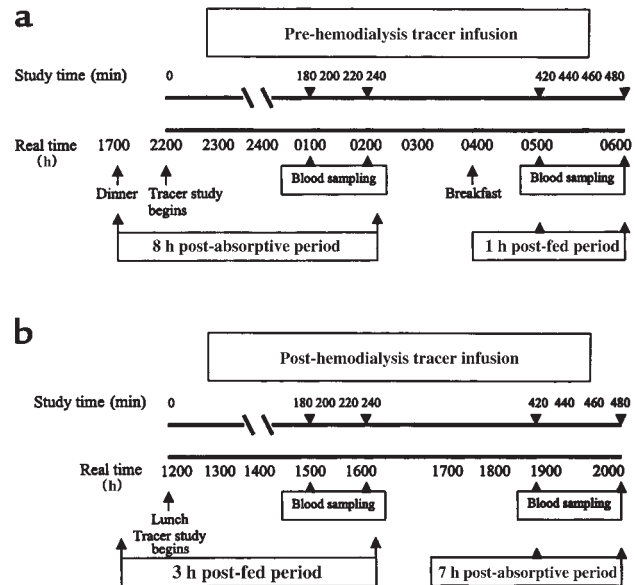 a
Pre-hemodialysis tracer infusion
Study time (min) 0 180 200 220 240 420 440 460 480
Real time 1700 2200 2300 2400 0100 0200 0300 0400 0500 0600
(h)
Blood sampling Blood sampling
Dinner Tracer study Breakfast
begins
8 h post-absorptive period 1 h post-fed period
b
Post-hemodialysis tracer infusion
Study time (min) 0 180 200 220 240 420 440 460 480
Real time 1200 1300 1400 1500 1600 1700 1800 1900 2000
(h)
Blood sampling Blood sampling
Lunch
Tracer study
begins
3 h post-fed period 7 h post-absorptive period